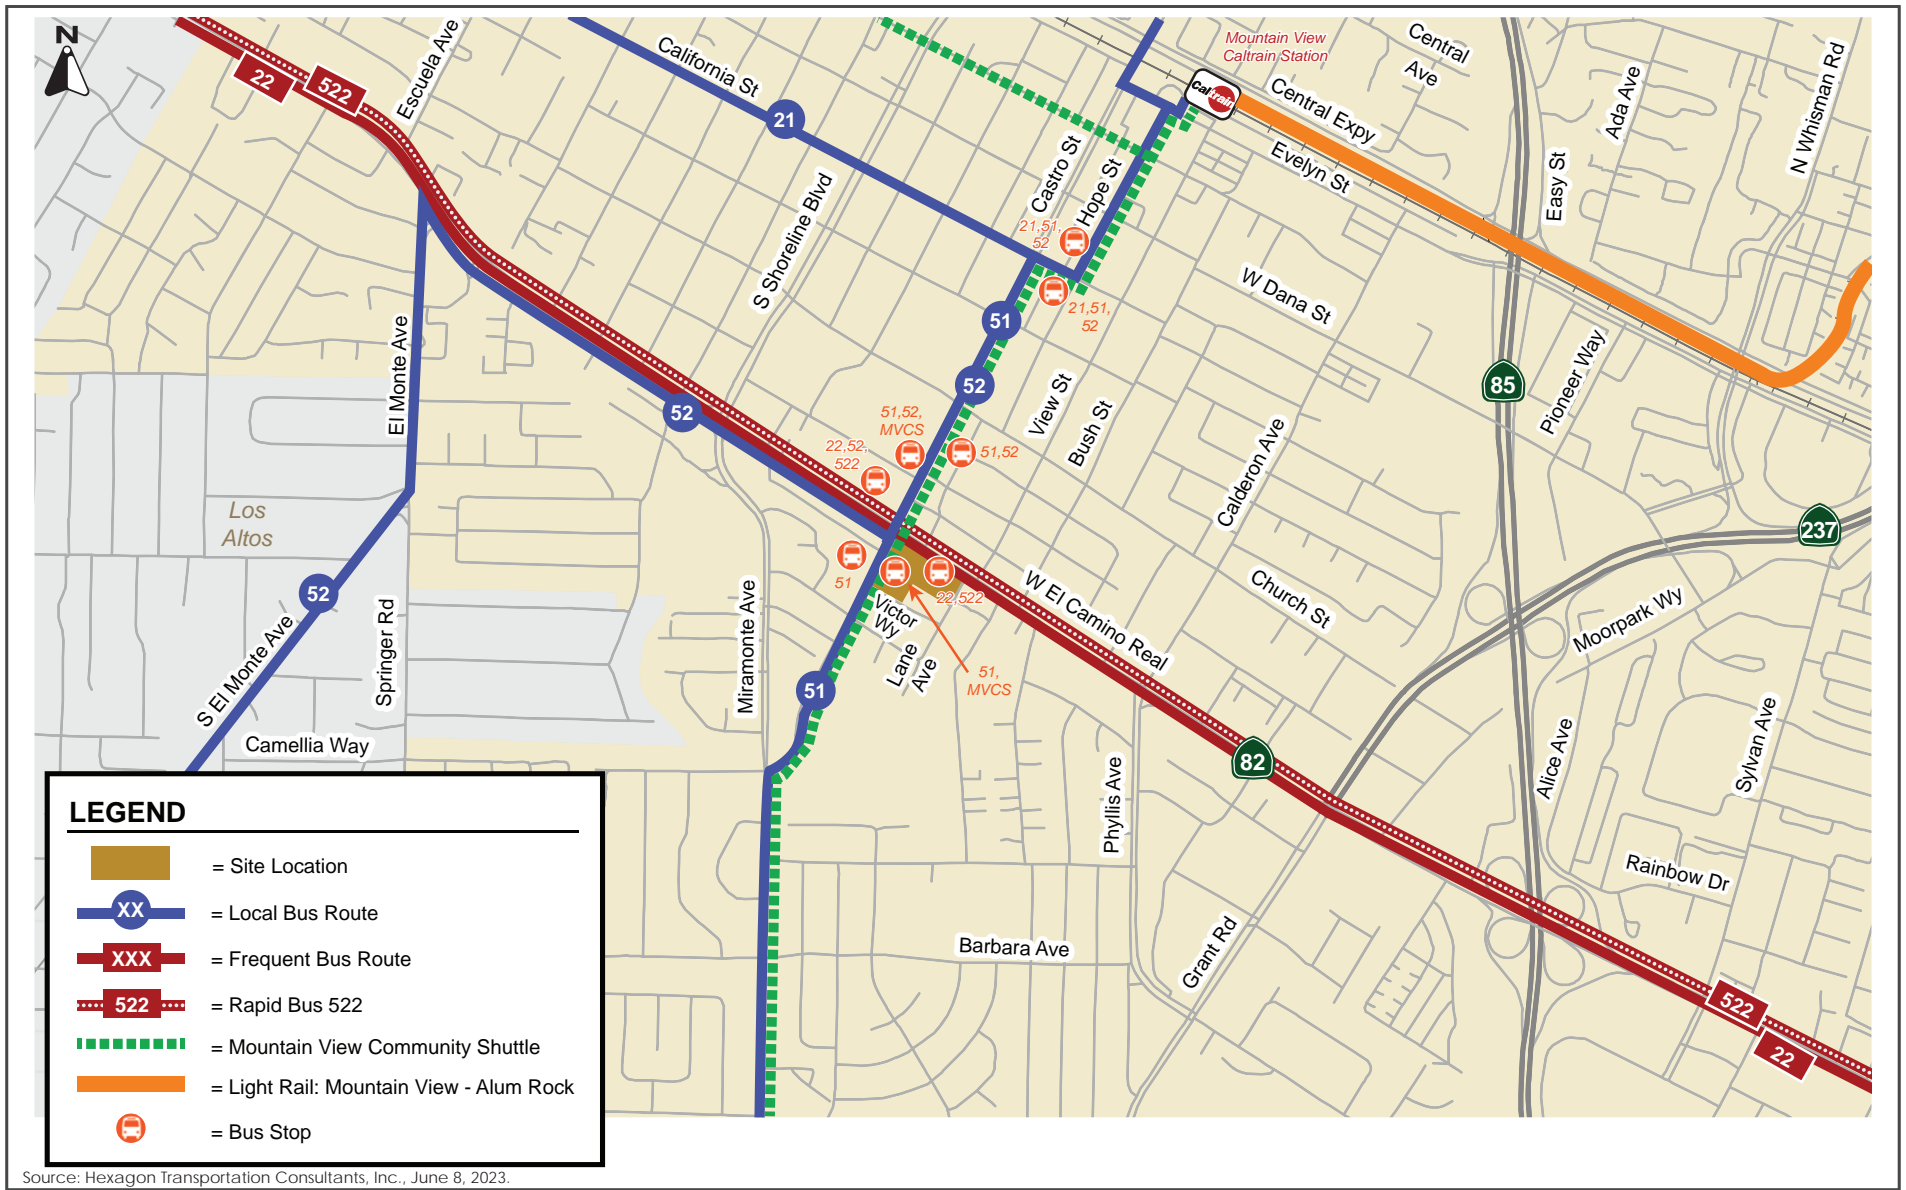 N
22
522
Escuela Ave
California St
21
S Shoreline Blvd
Mountain View
Caltrain Station
Caltrain
Central Expy
Evelyn St
Central
Ave
Ada Ave
Easy St
N Whisman Rd
Castro St
Hope St
21,51,
52
21,51,
52
W Dana St
51
52
View St
Bush St
Calderon Ave
Pioneer Way
85
237
El Monte Ave
52
51,52,
MVCS
22,52,
522
51,52
Los
Altos
52
S El Monte Ave
Springer Rd
Camellia Way
Miramonte Ave
51
22,522
Victor
Wy
Lane
Ave
51,
MVCS
51
W El Camino Real
Church St
Moorpark Wy
82
Phyllis Ave
Alice Ave
Sylvan Ave
Rainbow Dr
Barbara Ave
Grant Rd
522
22
LEGEND
= Site Location
XX
= Local Bus Route
XXX
= Frequent Bus Route
522
= Rapid Bus 522
= Mountain View Community Shuttle
= Light Rail: Mountain View - Alum Rock
= Bus Stop
Source: Hexagon Transportation Consultants, Inc., June 8, 2023.